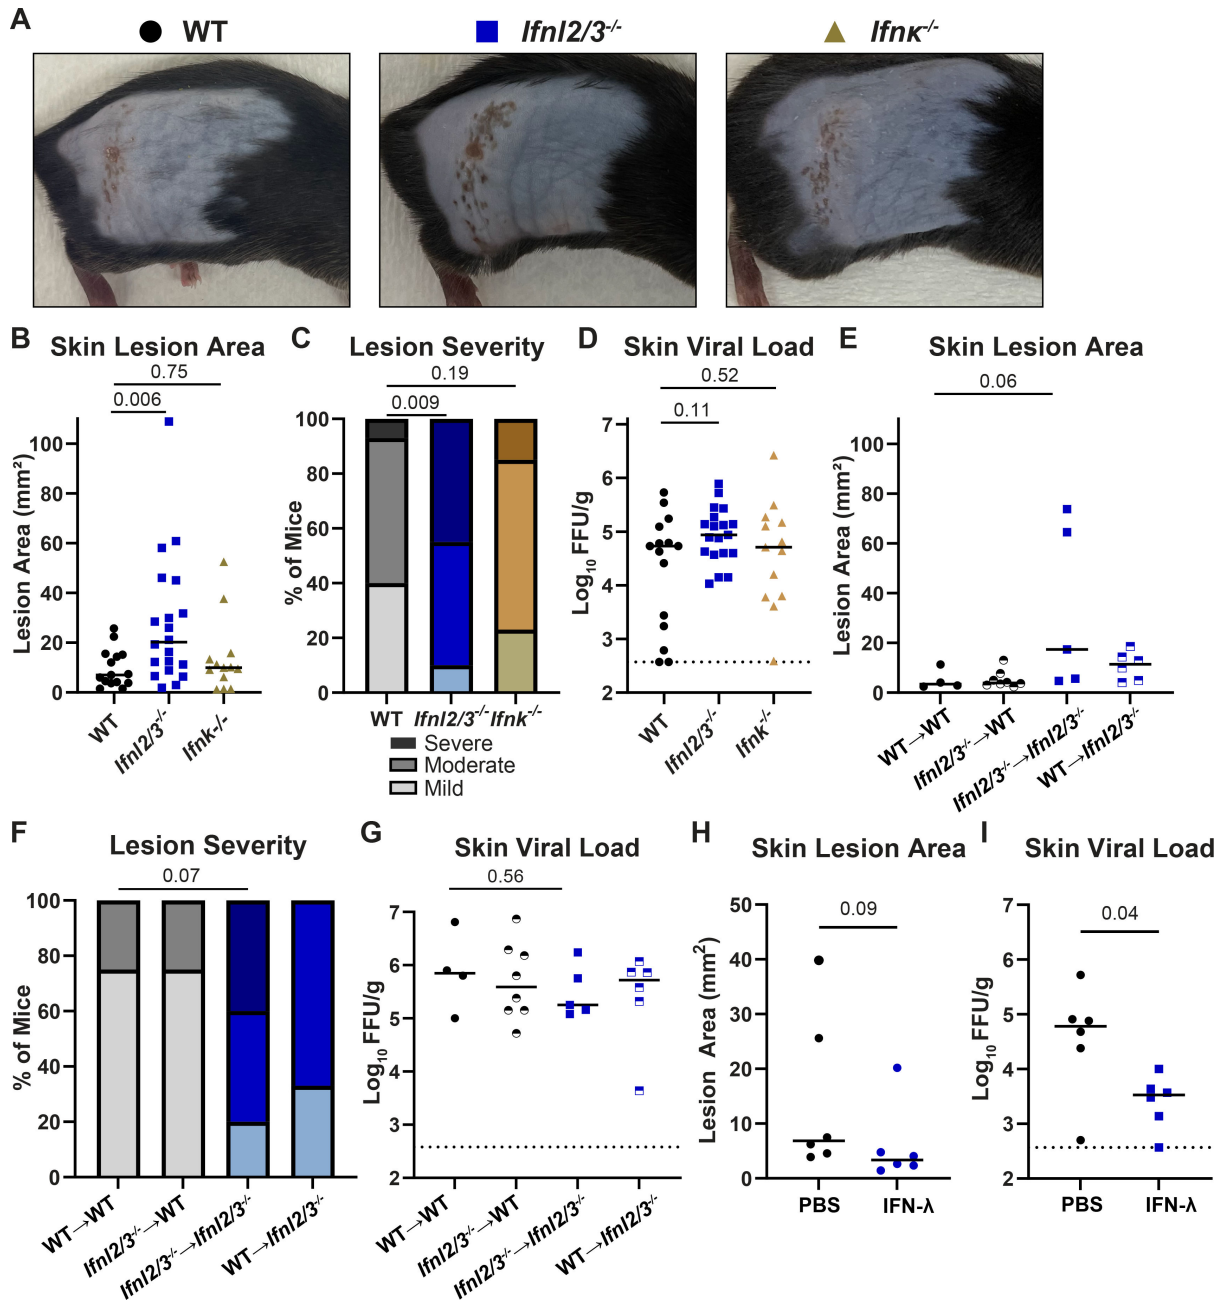 A
WT
Ifnl2/3-/-
Ifnκ-/-
B
Skin Lesion Area
0.75
0.006
Lesion Area (mm²)
100
80
60
40
20
0
WT
Ifnl2/3-/-
Ifnk-/-
C
Lesion Severity
0.19
0.009
% of Mice
100
80
60
40
20
0
WT
Ifnl2/3-/-
Ifnk-/-
Severe
Moderate
Mild
D
Skin Viral Load
0.52
0.11
Log10 FFU/g
7
6
5
4
3
2
WT
Ifnl2/3-/-
Ifnk-/-
E
Skin Lesion Area
0.06
Lesion Area (mm²)
100
80
60
40
20
0
WT→WT
Ifnl2/3-/-→WT
Ifnl2/3-/-→Ifnl2/3-/-
WT→Ifnl2/3-/-
F
Lesion Severity
0.07
% of Mice
100
80
60
40
20
0
WT→WT
Ifnl2/3-/-→WT
Ifnl2/3-/-→Ifnl2/3-/-
WT→Ifnl2/3-/-
G
Skin Viral Load
0.56
Log10 FFU/g
7
6
5
4
3
2
WT→WT
Ifnl2/3-/-→WT
Ifnl2/3-/-→Ifnl2/3-/-
WT→Ifnl2/3-/-
H
Skin Lesion Area
0.09
Lesion Area (mm2)
50
40
30
20
10
0
PBS
IFN-λ
I
Skin Viral Load
0.04
Log10 FFU/g
7
6
5
4
3
2
PBS
IFN-λ